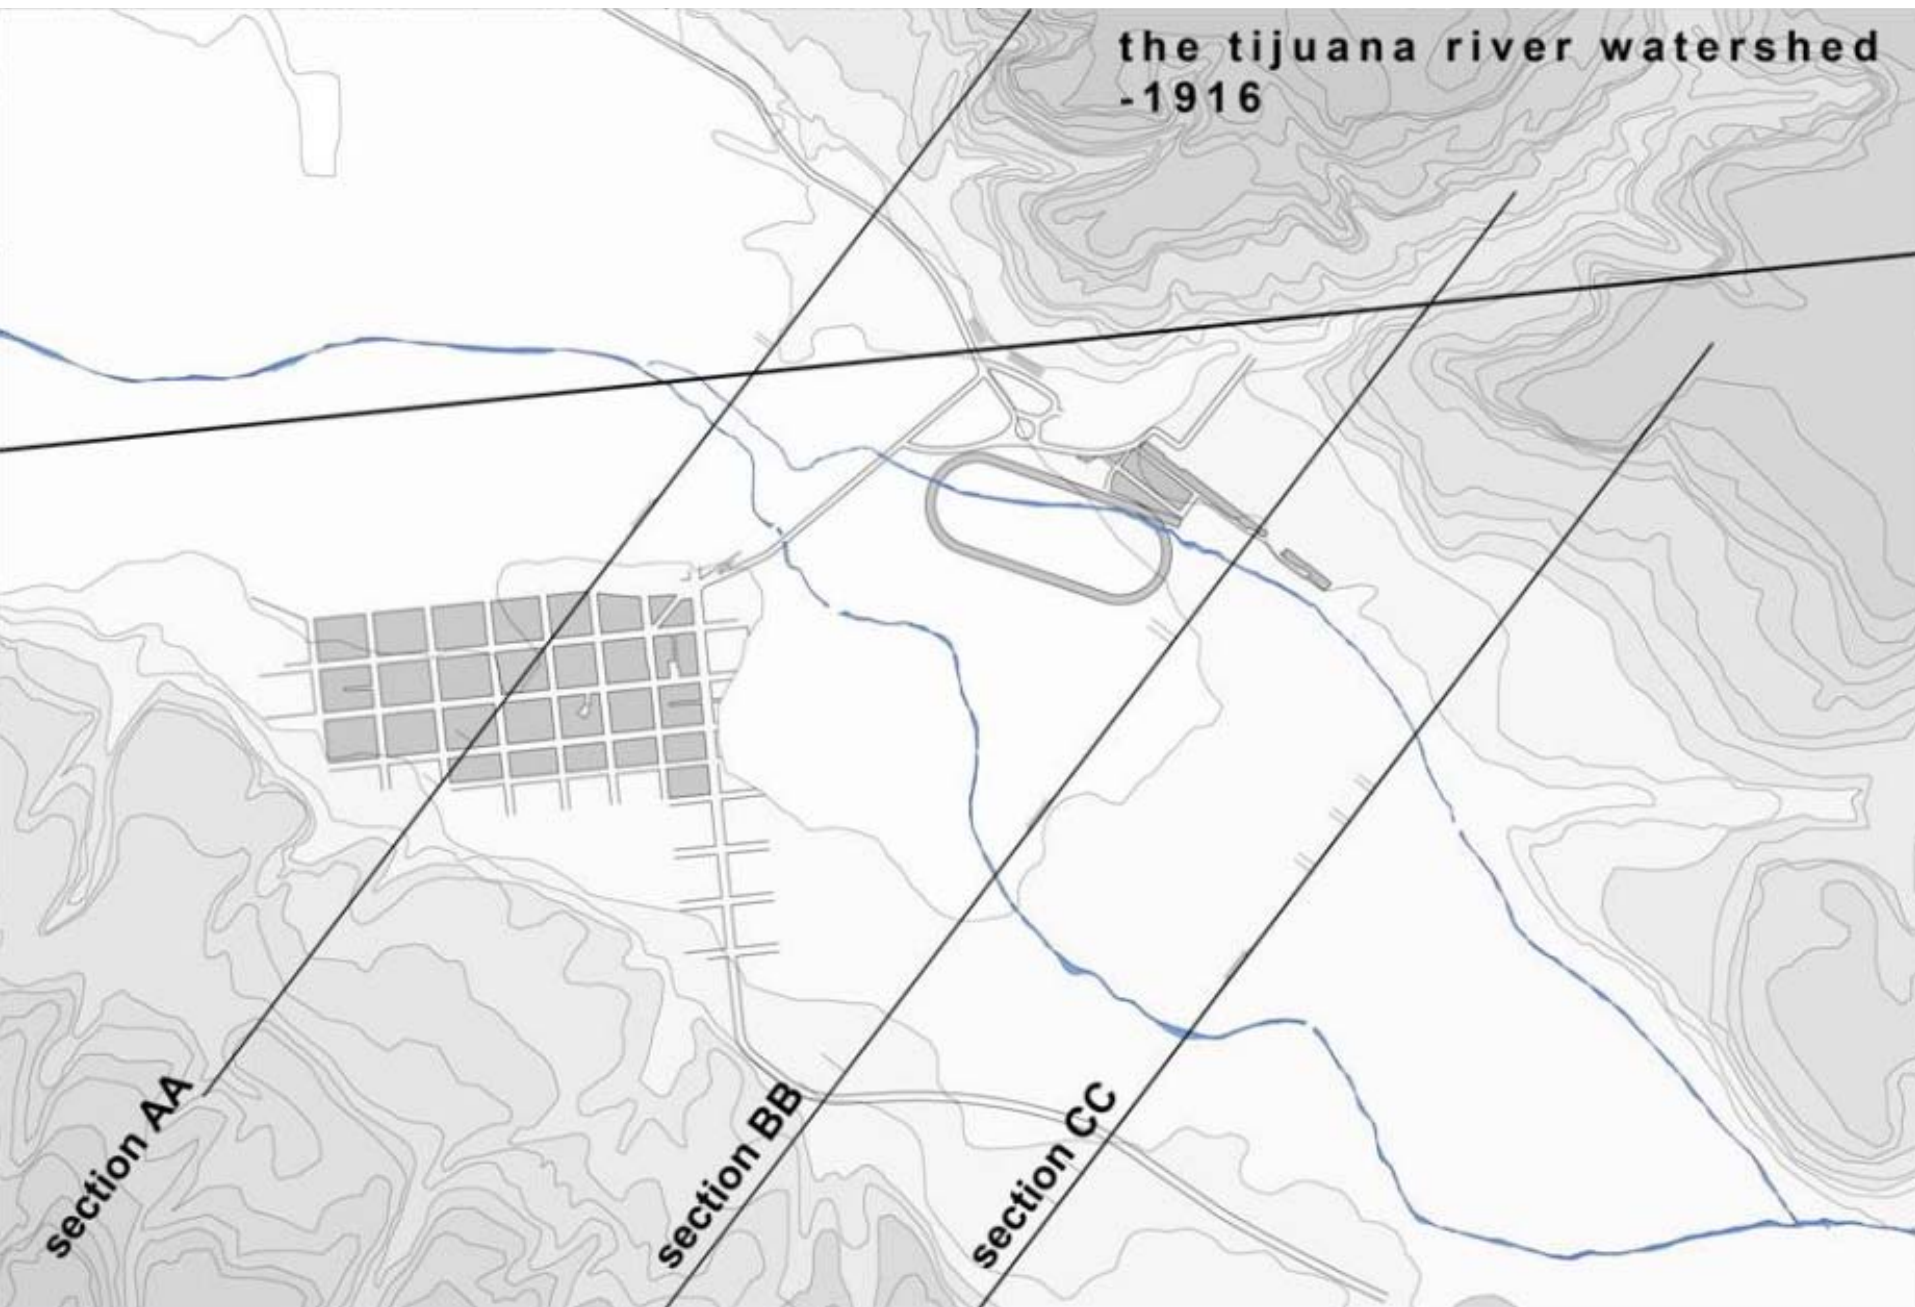 the tijuana river watershed
-1916
section AA
section BB
section CC